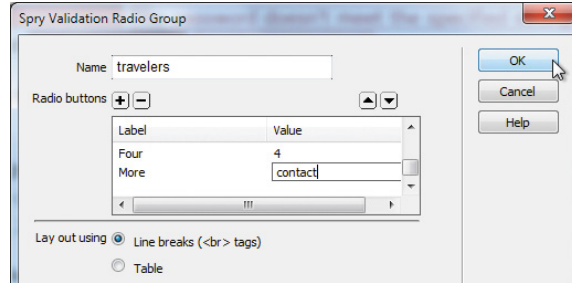 Spry Validation Radio Group
Name travelers
OK
Radio buttons
Cancel
Help
Label Value
Four 4
More contact
Lay out using Line breaks (<br> tags)
Table